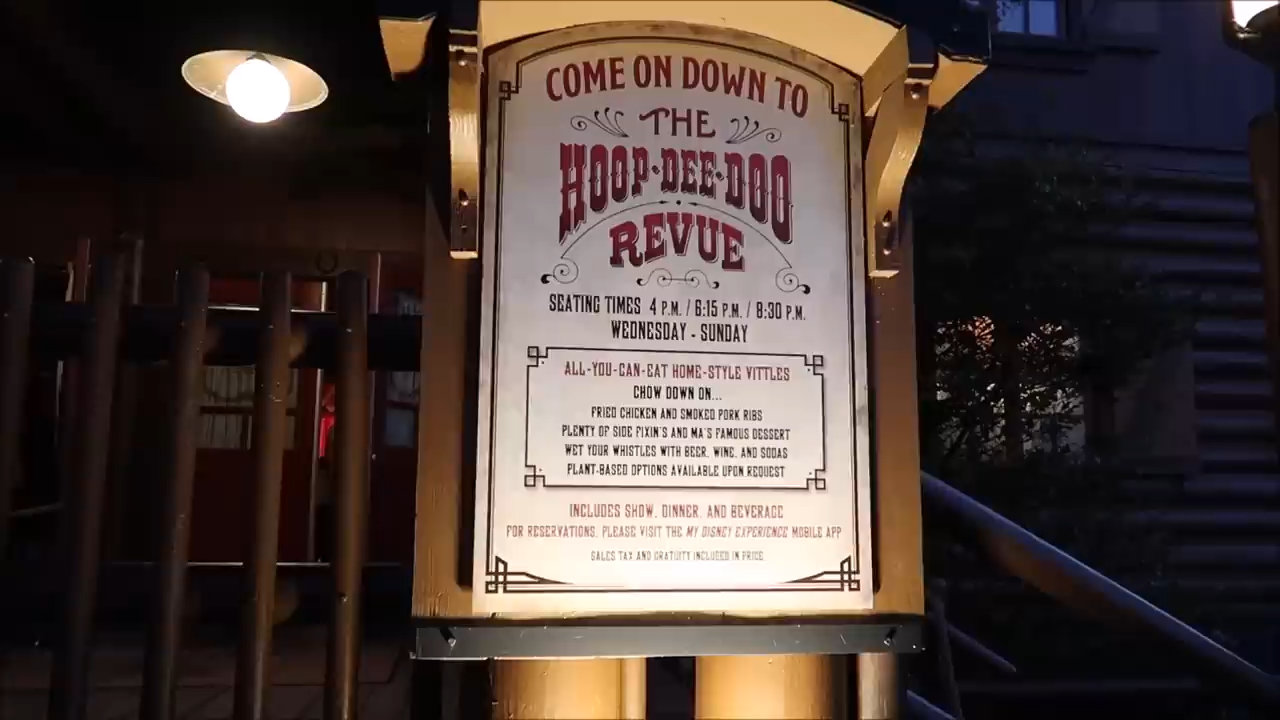 COME ON DOWN TO
THE
HOOP·DEE·DOO
REVUE
SEATING TIMES 4 P.M. / 6:15 P.M. / 8:30 P.M.
WEDNESDAY - SUNDAY
ALL-YOU-CAN-EAT HOME-STYLE VITTLES
CHOW DOWN ON...
FRIED CHICKEN AND SMOKED PORK RIBS
PLENTY OF SIDE FIXIN'S AND MA'S FAMOUS DESSERT
WET YOUR WHISTLES WITH BEER, WINE, AND SODAS
PLANT-BASED OPTIONS AVAILABLE UPON REQUEST
INCLUDES SHOW, DINNER, AND BEVERAGE
FOR RESERVATIONS, PLEASE VISIT THE MY DISNEY EXPERIENCE MOBILE APP
SALES TAX AND GRATUITY INCLUDED IN PRICE